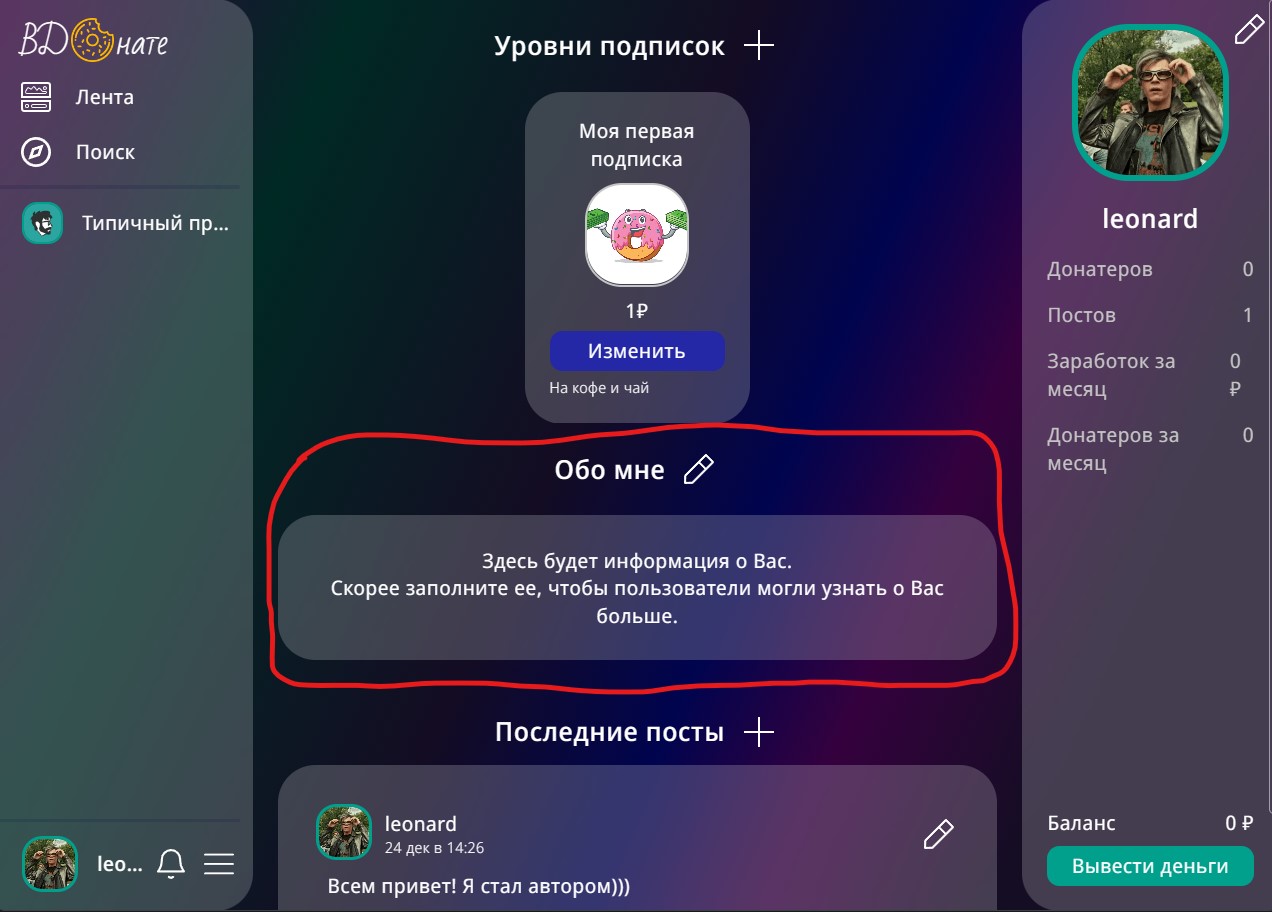 ВДОнате
Лента
Поиск
Типичный пр...
leo...
Уровни подписок
Моя первая
подписка
1₽
Изменить
На кофе и чай
Обо мне
Здесь будет информация о Вас.
Скорее заполните ее, чтобы пользователи могли узнать о Вас
больше.
Последние посты
leonard
24 дек в 14:26
Всем привет! Я стал автором)))
leonard
Донатеров 0
Постов 1
Заработок за 0
месяц ₽
Донатеров за 0
месяц
Баланс 0 ₽
Вывести деньги